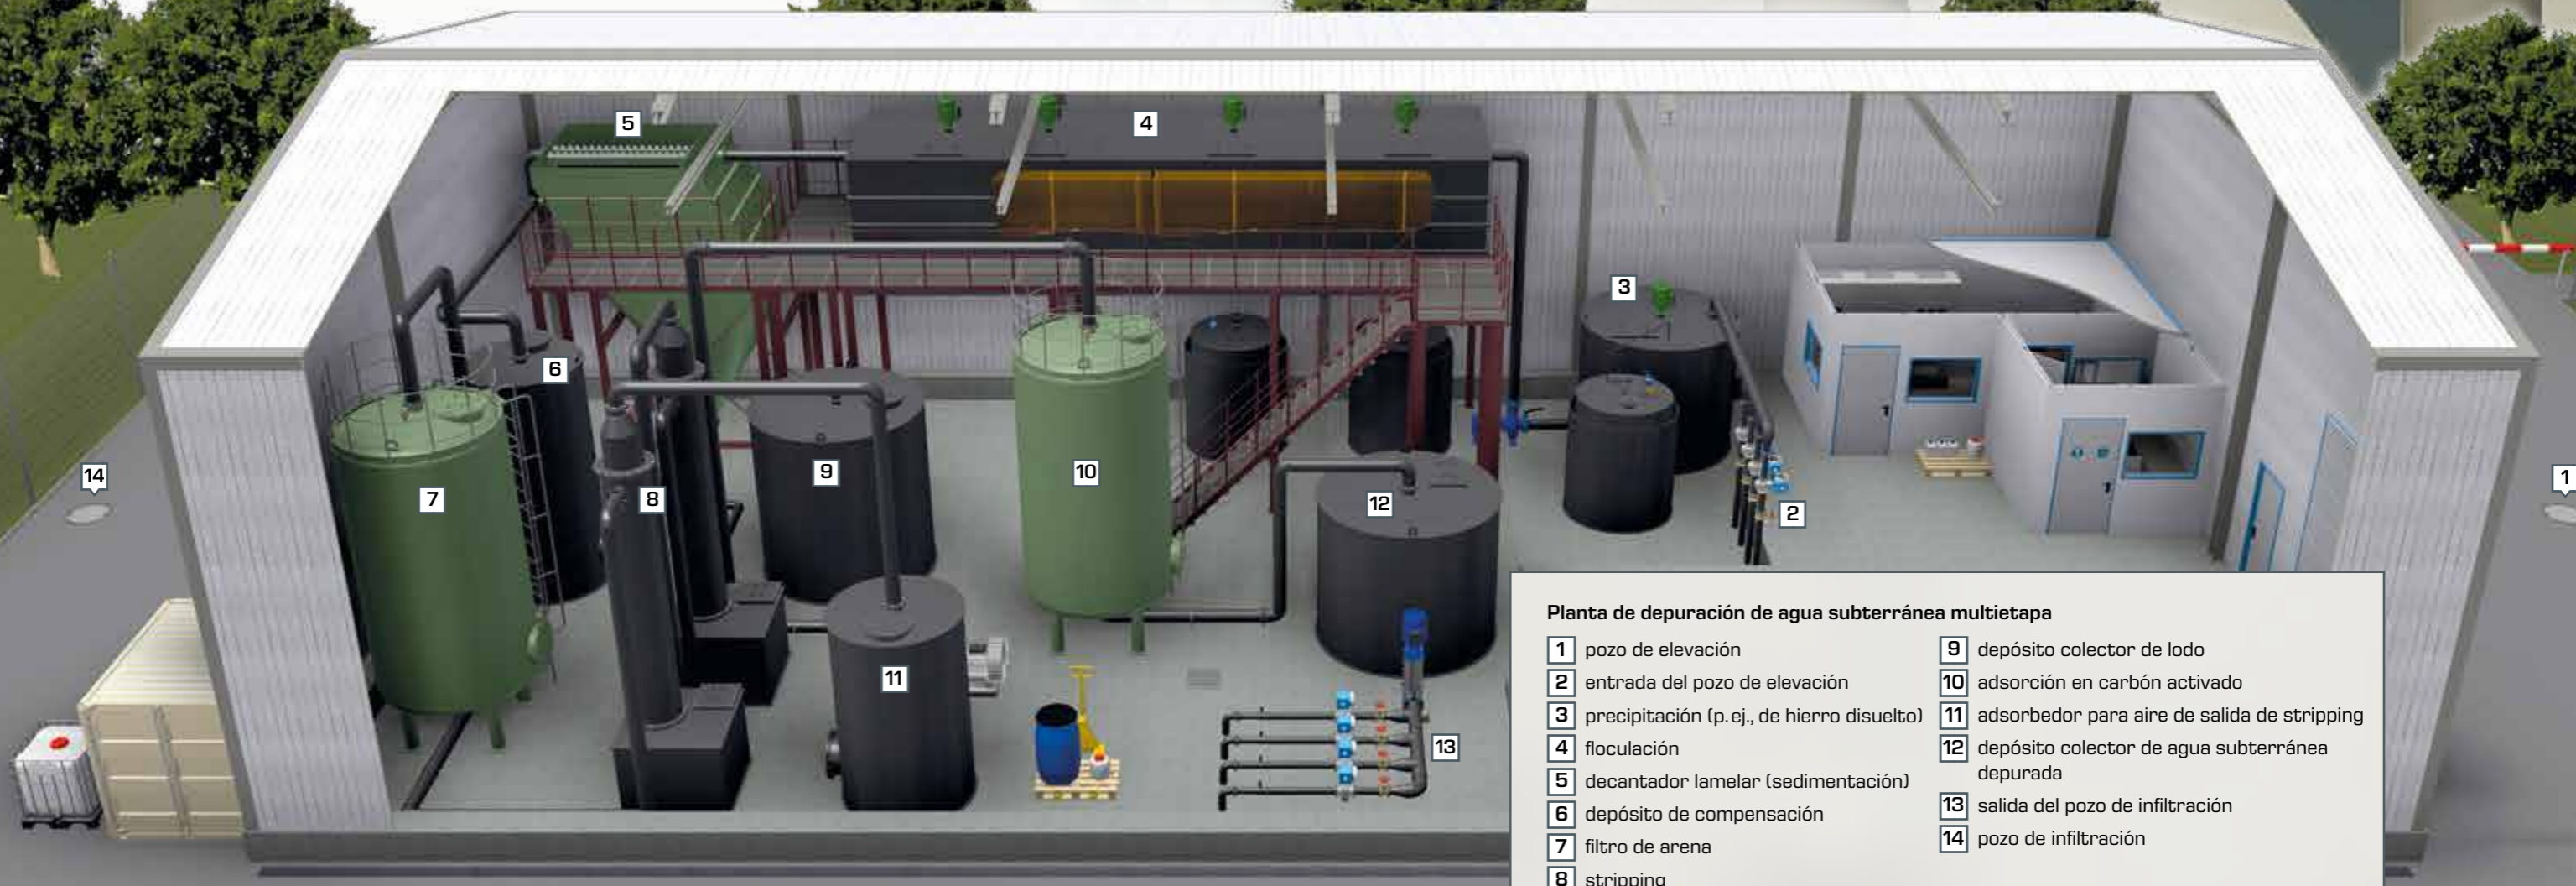 5
4
3
6
14
7
8
9
10
12
2
1
11
13
Planta de depuración de agua subterránea multietapa
1 pozo de elevación
2 entrada del pozo de elevación
3 precipitación (p. ej., de hierro disuelto)
4 floculación
5 decantador lamelar (sedimentación)
6 depósito de compensación
7 filtro de arena
8 stripping
9 depósito colector de lodo
10 adsorción en carbón activado
11 adsorbedor para aire de salida de stripping
12 depósito colector de agua subterránea
depurada
13 salida del pozo de infiltración
14 pozo de infiltración